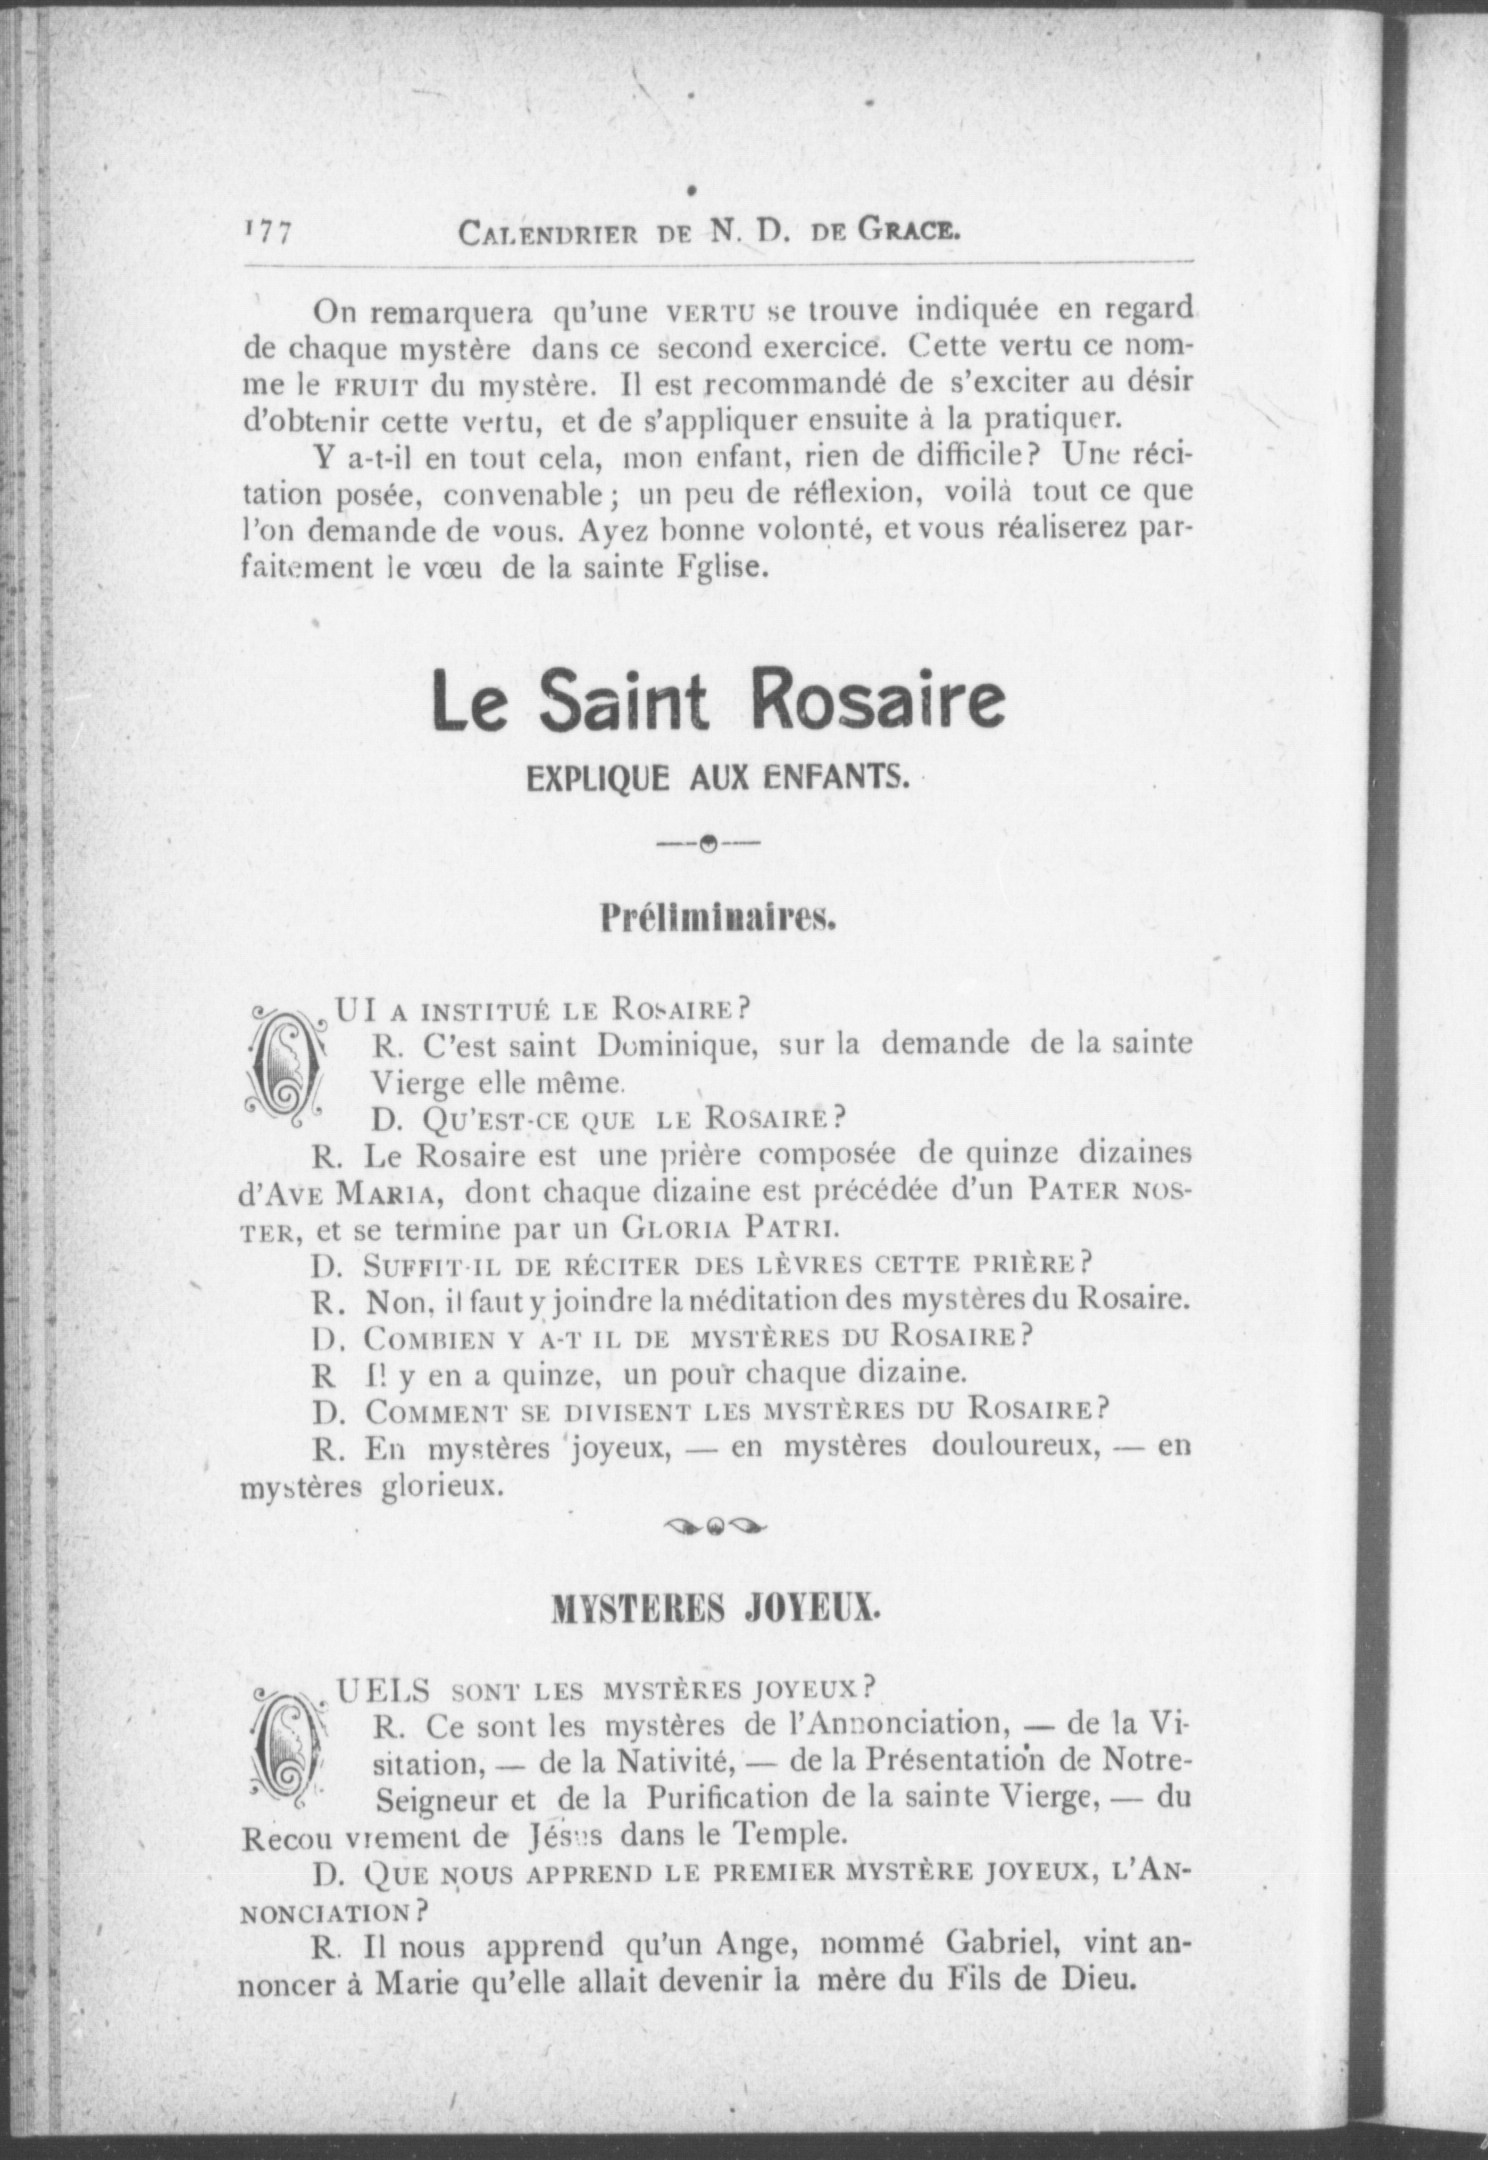 177 CALENDRIER DE N. D. DE GRACE.
On remarquera qu'une VERTU se trouve indiquée en regard
de chaque mystère dans ce second exercice. Cette vertu ce nom-
me le FRUIT du mystère. Il est recommandé de s'exciter au désir
d'obtenir cette vertu, et de s'appliquer ensuite à la pratiquer.
Y a-t-il en tout cela, mon enfant, rien de difficile? Une réci-
tation posée, convenable; un peu de réflexion, voilà tout ce que
l'on demande de vous. Ayez bonne volonté, et vous réaliserez par-
faitement le vœu de la sainte Fglise.
Le Saint Rosaire
EXPLIQUE AUX ENFANTS.
Préliminaires.
QUI A INSTITUÉ LE ROSAIRE?
R. C'est saint Dominique, sur la demande de la sainte
Vierge elle même.
D. QU'EST-CE QUE LE ROSAIRE?
R. Le Rosaire est une prière composée de quinze dizaines
d'AVE MARIA, dont chaque dizaine est précédée d'un PATER NOS-
TER, et se termine par un GLORIA PATRI.
D. SUFFIT-IL DE RÉCITER DES LÈVRES CETTE PRIÈRE?
R. Non, il faut y joindre la méditation des mystères du Rosaire.
D. COMBIEN Y A-T IL DE MYSTÈRES DU ROSAIRE?
R Il y en a quinze, un pour chaque dizaine.
D. COMMENT SE DIVISENT LES MYSTÈRES DU ROSAIRE?
R. En mystères joyeux, — en mystères douloureux, — en
mystères glorieux.
MYSTERES JOYEUX.
QUELS SONT LES MYSTÈRES JOYEUX?
R. Ce sont les mystères de l'Annonciation, — de la Vi-
sitation, — de la Nativité, — de la Présentation de Notre-
Seigneur et de la Purification de la sainte Vierge, — du
Recou vrement de Jésus dans le Temple.
D. QUE NOUS APPREND LE PREMIER MYSTÈRE JOYEUX, L'AN-
NONCIATION?
R. Il nous apprend qu'un Ange, nommé Gabriel, vint an-
noncer à Marie qu'elle allait devenir la mère du Fils de Dieu.